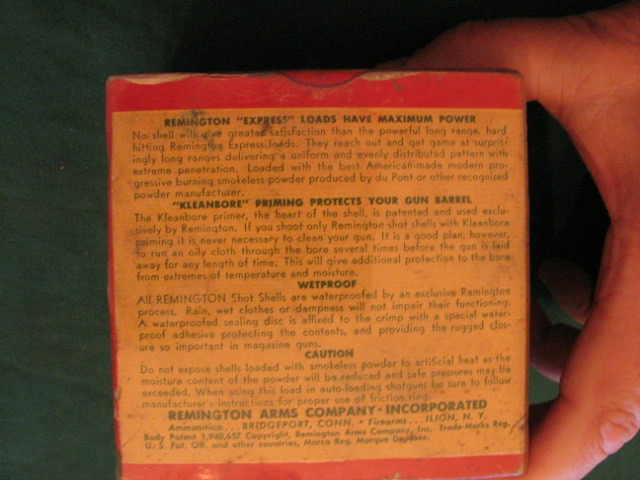 REMINGTON "EXPRESS" LOADS HAVE MAXIMUM POWER
No shell will give greater satisfaction than the powerful long range, hard
hitting Remington Express loads. They reach out and get game at surpris-
ingly long ranges delivering a uniform and evenly distributed pattern with
extreme penetration. Loaded with the best American-made modern pro-
gressive burning smokeless powder produced by du Pont or other recognized
powder manufacturer.
"KLEANBORE" PRIMING PROTECTS YOUR GUN BARREL
The Kleanbore primer, the heart of the shell, is patented and used exclu-
sively by Remington. If you shoot only Remington shot shells with Kleanbore
priming it is never necessary to clean your gun. It is a good plan, however,
to run an oily cloth through the bore several times before the gun is laid
away for any length of time. This will give additional protection to the bore
from extremes of temperature and moisture.
WETPROOF
All REMINGTON Shot Shells are waterproofed by an exclusive Remington
process. Rain, wet clothes or dampness will not impair their functioning.
A waterproofed sealing disc is affixed to the crimp with a special water-
proof adhesive protecting the contents, and providing the rugged clos-
ure so important in magazine guns.
CAUTION
Do not expose shells loaded with smokeless powder to artificial heat as the
moisture content of the powder will be reduced and safe pressures may be
exceeded. When using this load in auto-loading shotguns be sure to follow
manufacturer's instructions for proper use of friction ring.
REMINGTON ARMS COMPANY · INCORPORATED
Ammunition...BRIDGEPORT, CONN. • Firearms...ILION, N. Y.
Body Patent 1,940,657 Copyright, Remington Arms Company, Inc. Trade-Marks Reg.
U. S. Pat. Off. and other countries, Marca Reg. Marque Deposee.